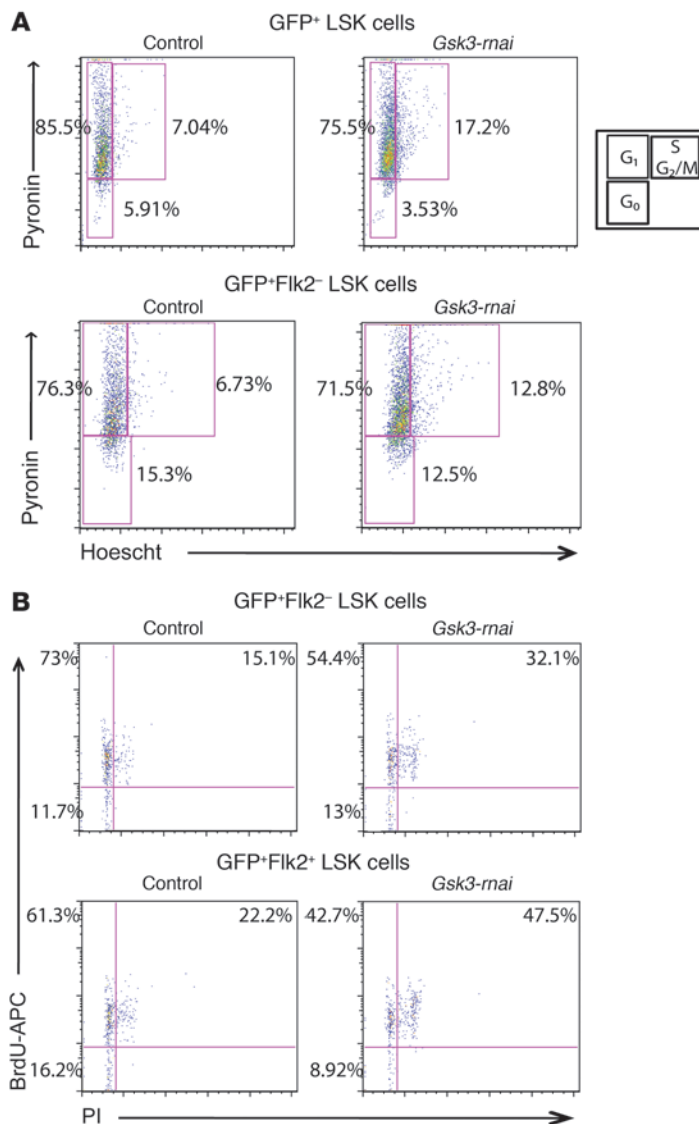 A
GFP⁺ LSK cells
Control
Gsk3-rnai
Pyronin
85.5%
7.04%
5.91%
75.5%
17.2%
3.53%
G₁
S
G₂/M
G₀
GFP⁺Flk2⁻ LSK cells
Control
Gsk3-rnai
Pyronin
76.3%
6.73%
15.3%
71.5%
12.8%
12.5%
Hoescht
B
GFP⁺Flk2⁻ LSK cells
Control
Gsk3-rnai
73%
15.1%
11.7%
54.4%
32.1%
13%
GFP⁺Flk2⁺ LSK cells
Control
Gsk3-rnai
61.3%
22.2%
16.2%
42.7%
47.5%
8.92%
BrdU-APC
PI